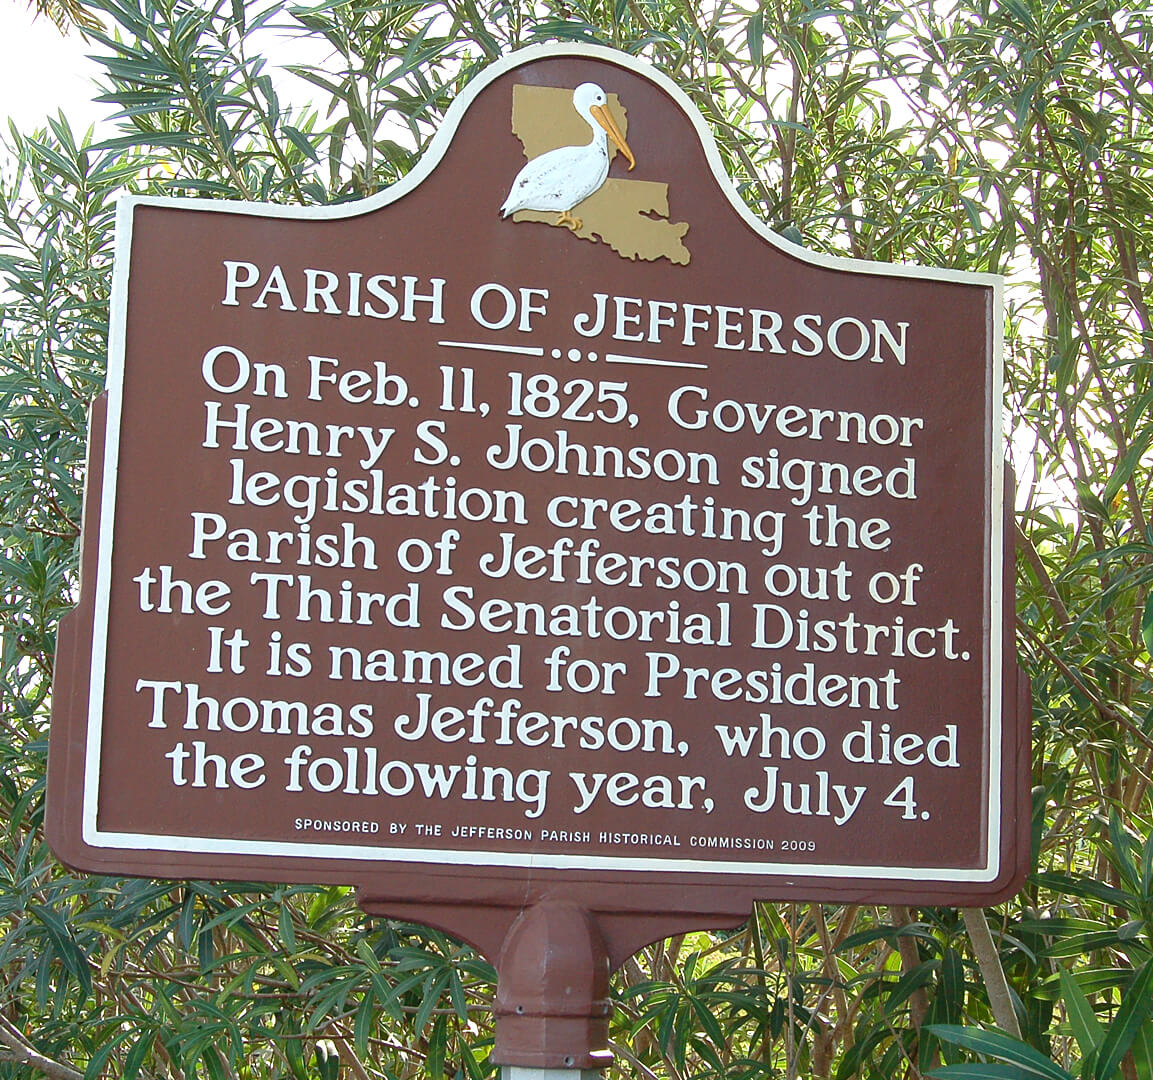 PARISH OF JEFFERSON
On Feb. 11, 1825, Governor
Henry S. Johnson signed
legislation creating the
Parish of Jefferson out of
the Third Senatorial District.
It is named for President
Thomas Jefferson, who died
the following year, July 4.
SPONSORED BY THE JEFFERSON PARISH HISTORICAL COMMISSION 2009